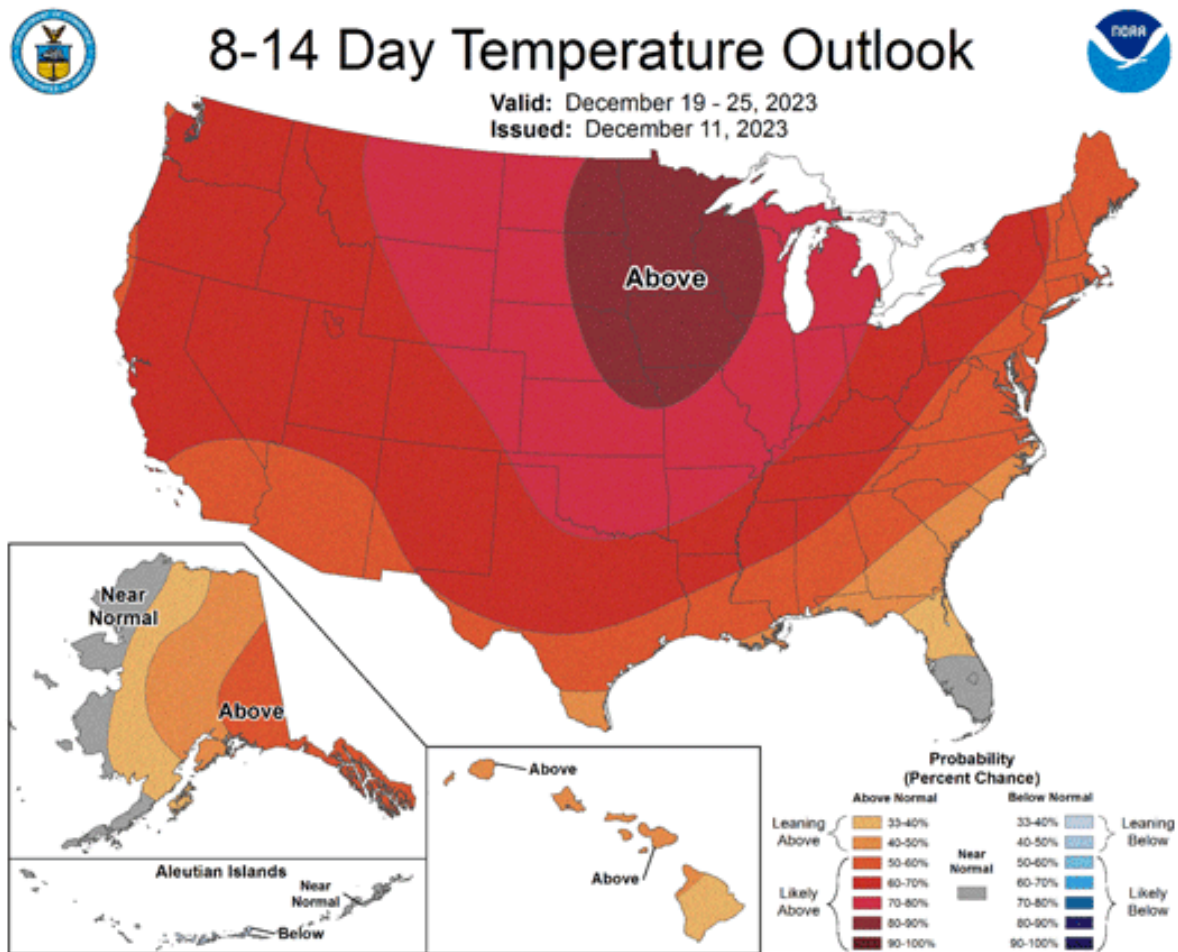 8-14 Day Temperature Outlook
NOAA
Valid: December 19 - 25, 2023
Issued: December 11, 2023
Above
Near
Normal
Above
Aleutian Islands
Near
Normal
Below
Above
Above
Probability
(Percent Chance)
Above Normal
Below Normal
Leaning
Above
33-40%
40-50%
50-60%
60-70%
70-80%
80-90%
90-100%
Likely
Above
Near
Normal
33-40%
40-50%
50-60%
60-70%
70-80%
80-90%
90-100%
Leaning
Below
Likely
Below